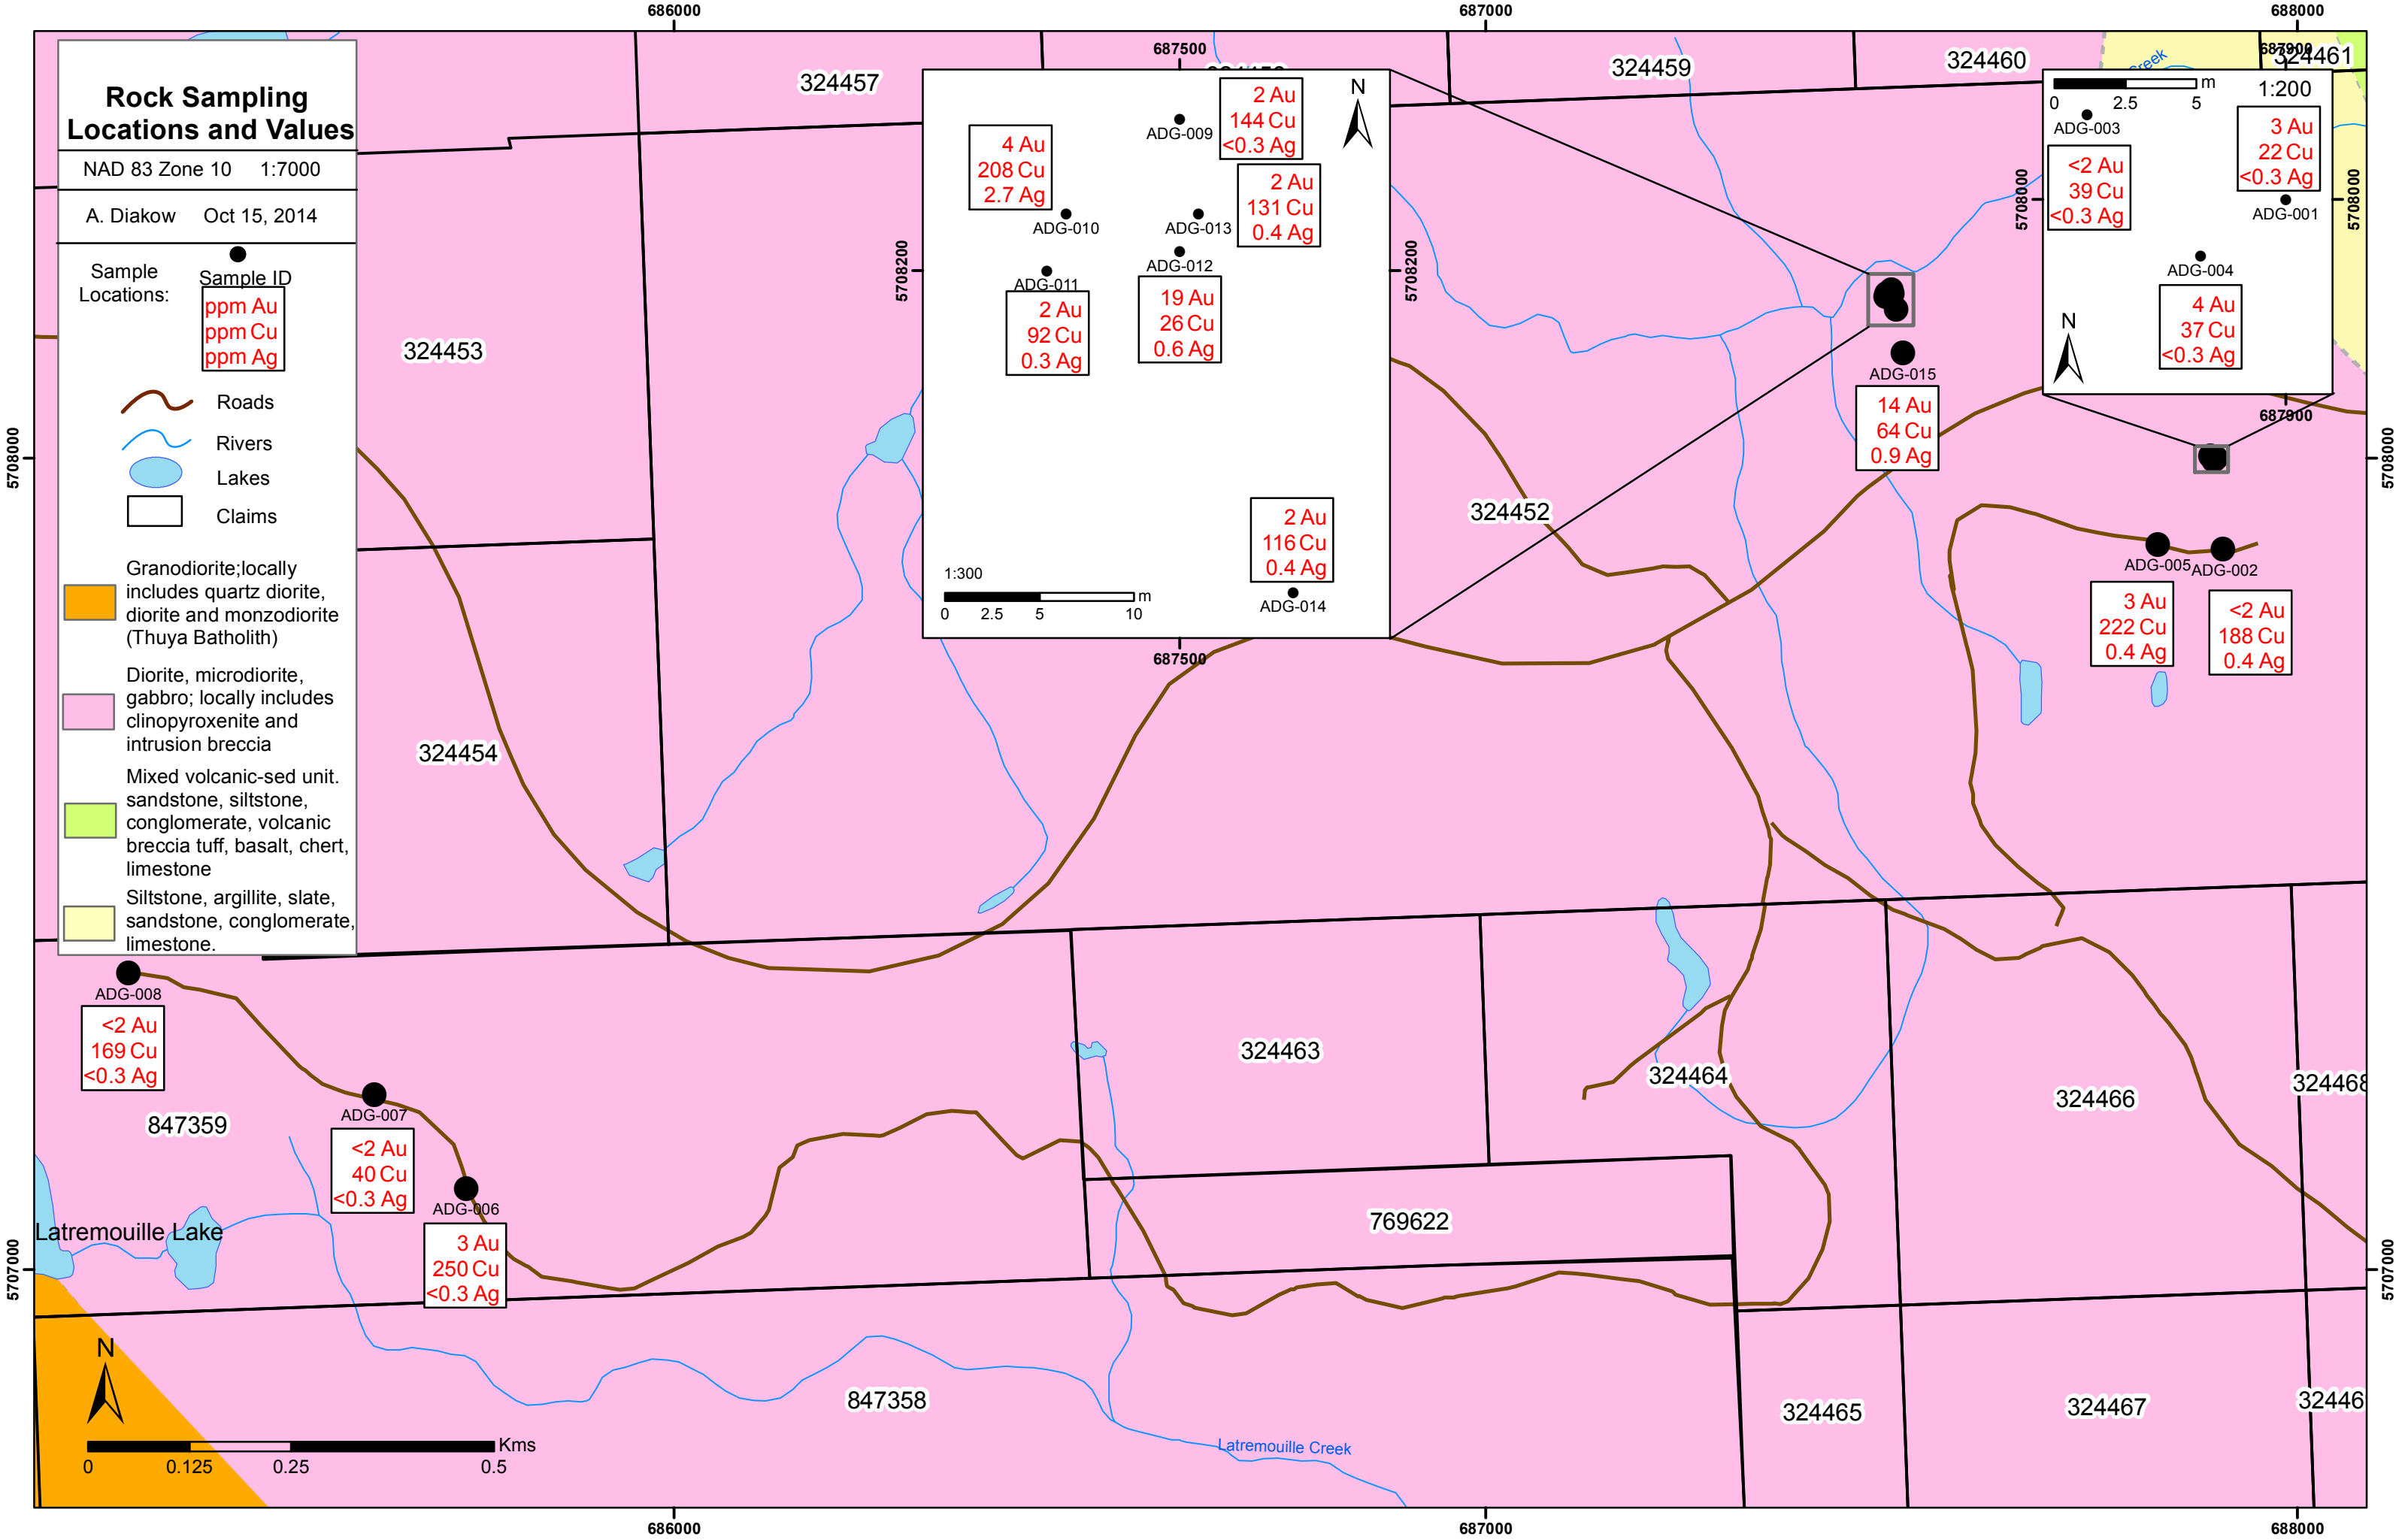 686000
687000
688000
Rock Sampling
Locations and Values
NAD 83 Zone 10 1:7000
A. Diakow Oct 15, 2014
Sample
Locations:
Sample ID
ppm Au
ppm Cu
ppm Ag
Roads
Rivers
Lakes
Claims
Granodiorite;locally
includes quartz diorite,
diorite and monzodiorite
(Thuya Batholith)
Diorite, microdiorite,
gabbro; locally includes
clinopyroxenite and
intrusion breccia
Mixed volcanic-sed unit.
sandstone, siltstone,
conglomerate, volcanic
breccia tuff, basalt, chert,
limestone
Siltstone, argillite, slate,
sandstone, conglomerate,
limestone.
N
0 0.125 0.25 0.5
Kms
324457
324459
324460
324461
Creek
324453
324454
324452
687500
N
ADG-009
2 Au
144 Cu
<0.3 Ag
4 Au
208 Cu
2.7 Ag
ADG-010
ADG-013
2 Au
131 Cu
0.4 Ag
ADG-012
19 Au
26 Cu
0.6 Ag
ADG-011
2 Au
92 Cu
0.3 Ag
5708200
5708200
2 Au
116 Cu
0.4 Ag
ADG-014
1:300
m
0 2.5 5 10
687500
687900
m
0 2.5 5
1:200
ADG-003
<2 Au
39 Cu
<0.3 Ag
3 Au
22 Cu
<0.3 Ag
ADG-001
ADG-004
4 Au
37 Cu
<0.3 Ag
N
5708000
5708000
687900
ADG-015
14 Au
64 Cu
0.9 Ag
ADG-005
3 Au
222 Cu
0.4 Ag
ADG-002
<2 Au
188 Cu
0.4 Ag
5708000
5708000
ADG-008
<2 Au
169 Cu
<0.3 Ag
847359
ADG-007
<2 Au
40 Cu
<0.3 Ag
ADG-006
3 Au
250 Cu
<0.3 Ag
Latremouille Lake
324463
324464
324466
324468
769622
847358
324465
324467
32446
Latremouille Creek
5707000
5707000
686000
687000
688000